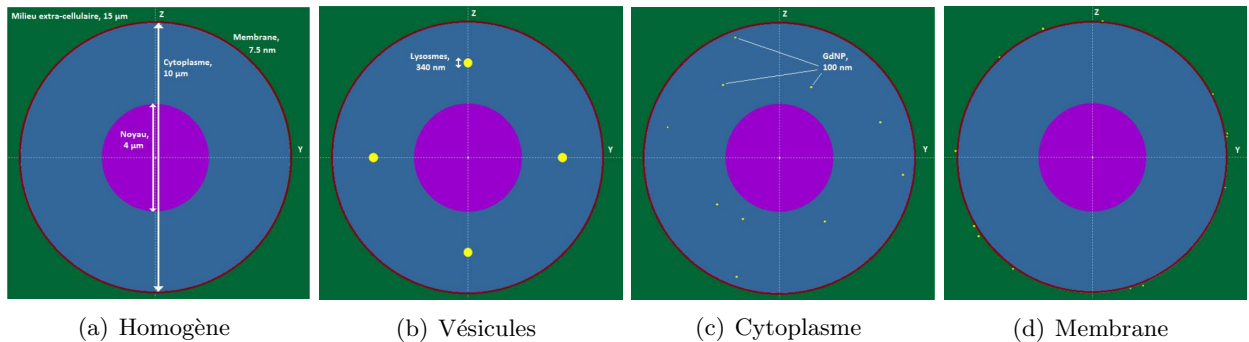 Milieu extra-cellulaire, 15 µm
Z
Membrane,
7.5 nm
Cytoplasme,
10 µm
Noyau,
4 µm
Y
(a) Homogène
Z
Lysosmes,
340 nm
Y
(b) Vésicules
Z
GdNP,
100 nm
Y
(c) Cytoplasme
Z
Y
(d) Membrane